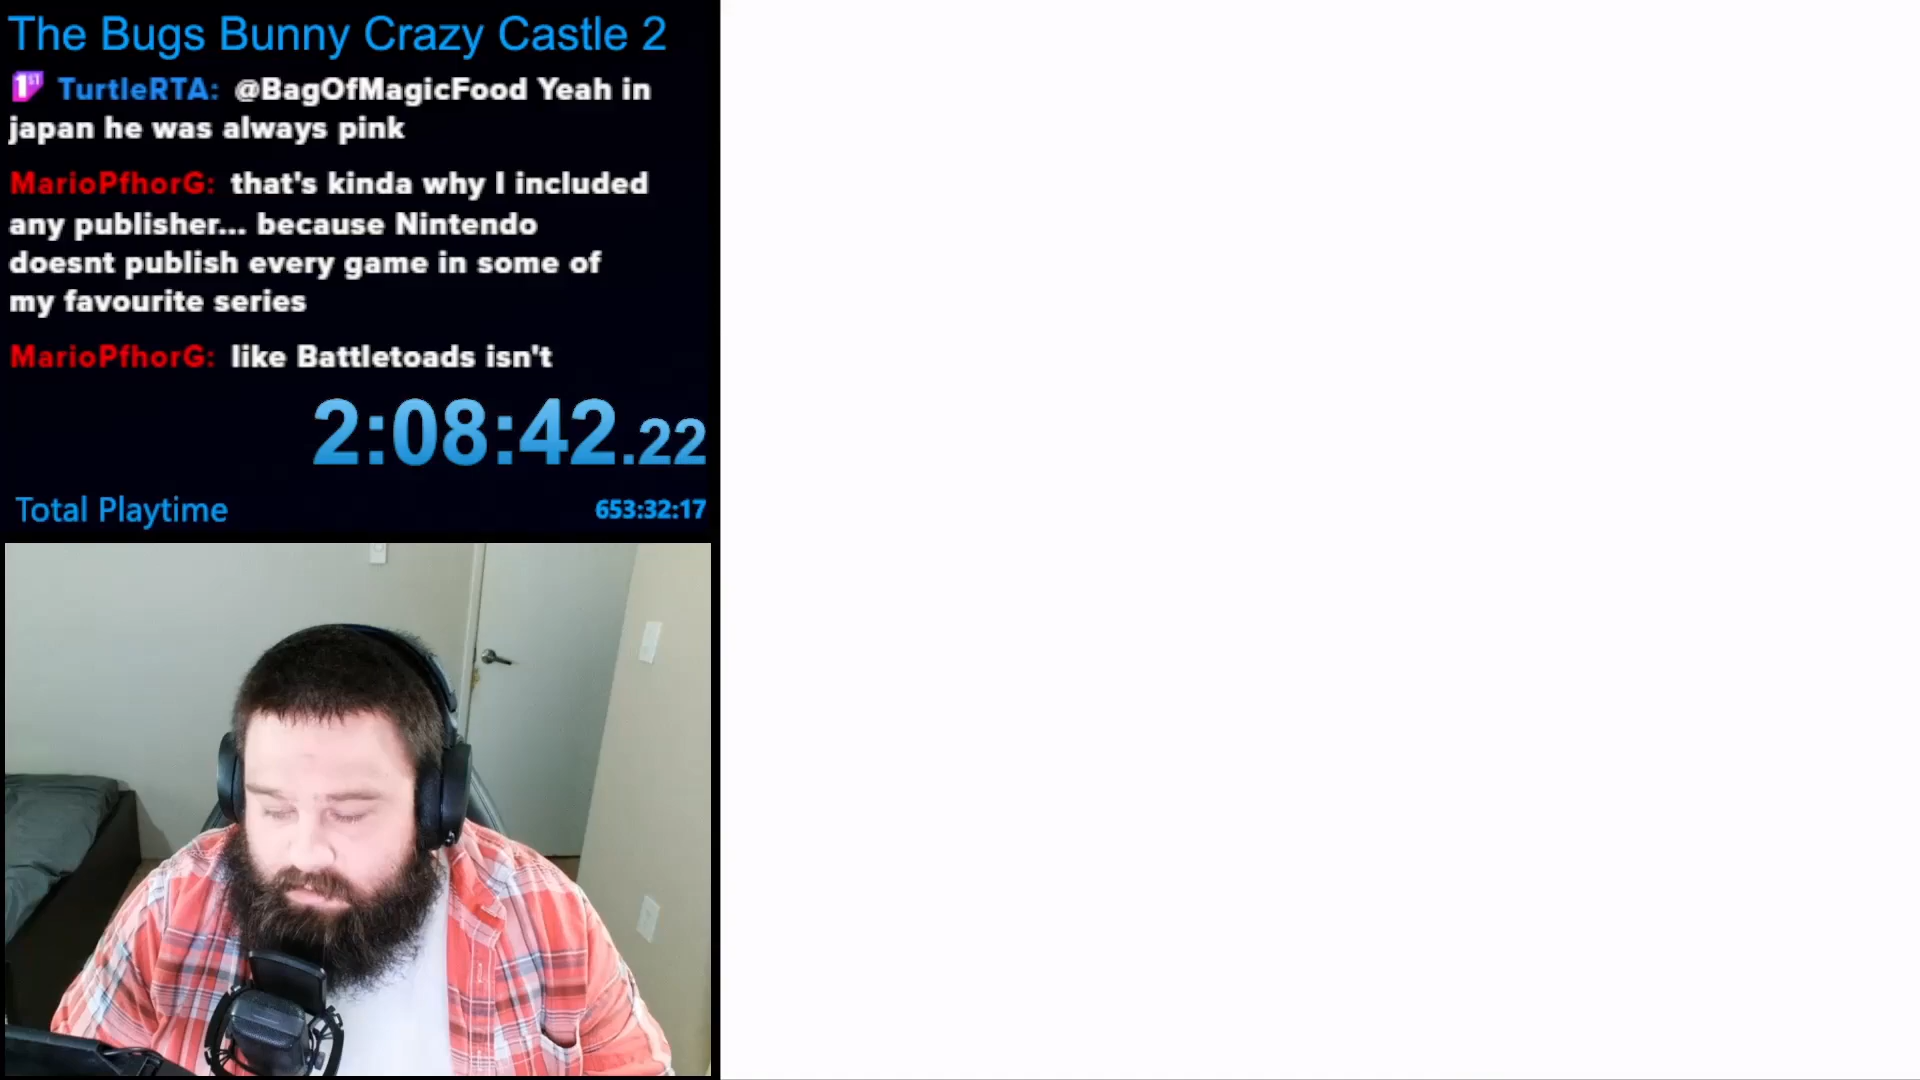 The Bugs Bunny Crazy Castle 2
1ST TurtleRTA: @BagOfMagicFood Yeah in
japan he was always pink
MarioPfhorG: that's kinda why I included
any publisher... because Nintendo
doesnt publish every game in some of
my favourite series
MarioPfhorG: like Battletoads isn't
2:08:42.22
Total Playtime 653:32:17